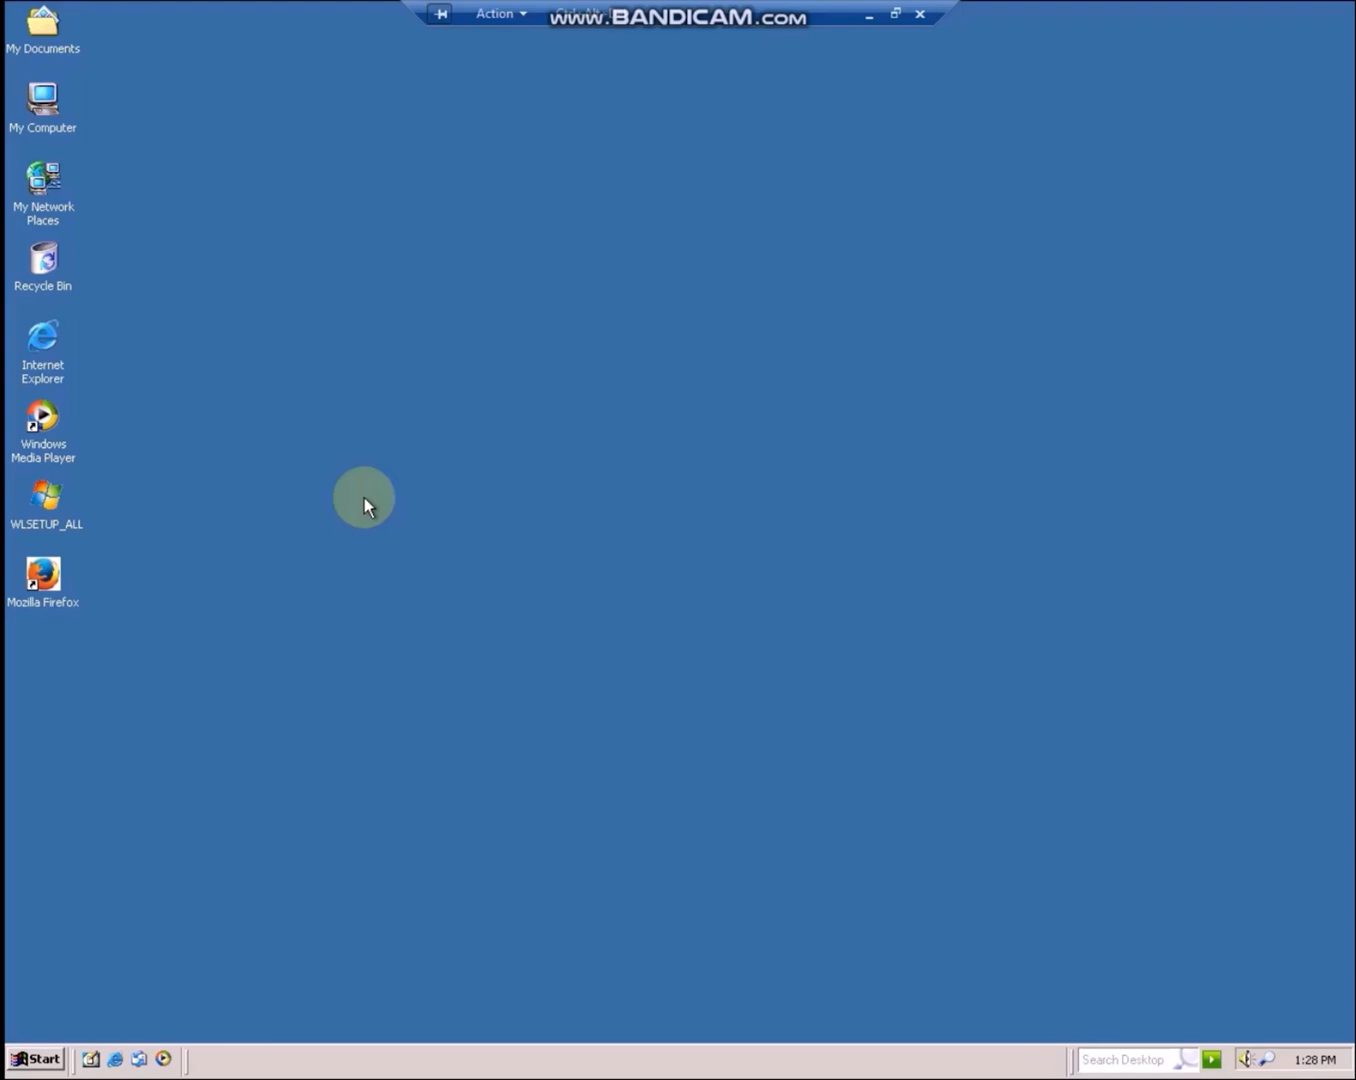 Action
www.BANDICAM.com
My Documents
My Computer
My Network
Places
Recycle Bin
Internet
Explorer
Windows
Media Player
WLSETUP_ALL
Mozilla Firefox
Start
Search Desktop
1:28 PM